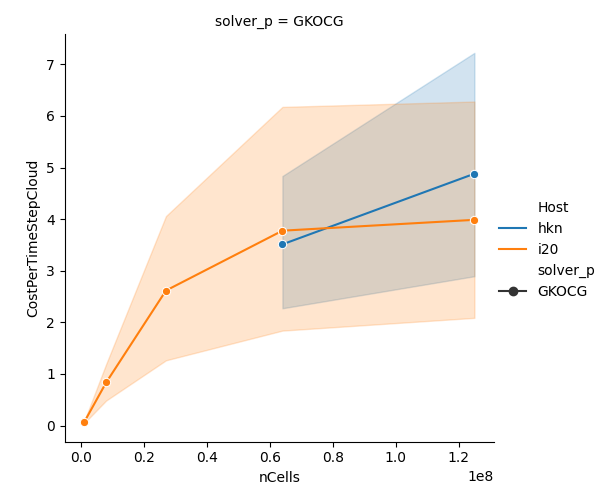 solver_p = GKOCG
CostPerTimeStepCloud
7
6
5
4
3
2
1
0
0.0 0.2 0.4 0.6 0.8 1.0 1.2
1e8
nCells
Host
hkn
i20
solver_p
GKOCG